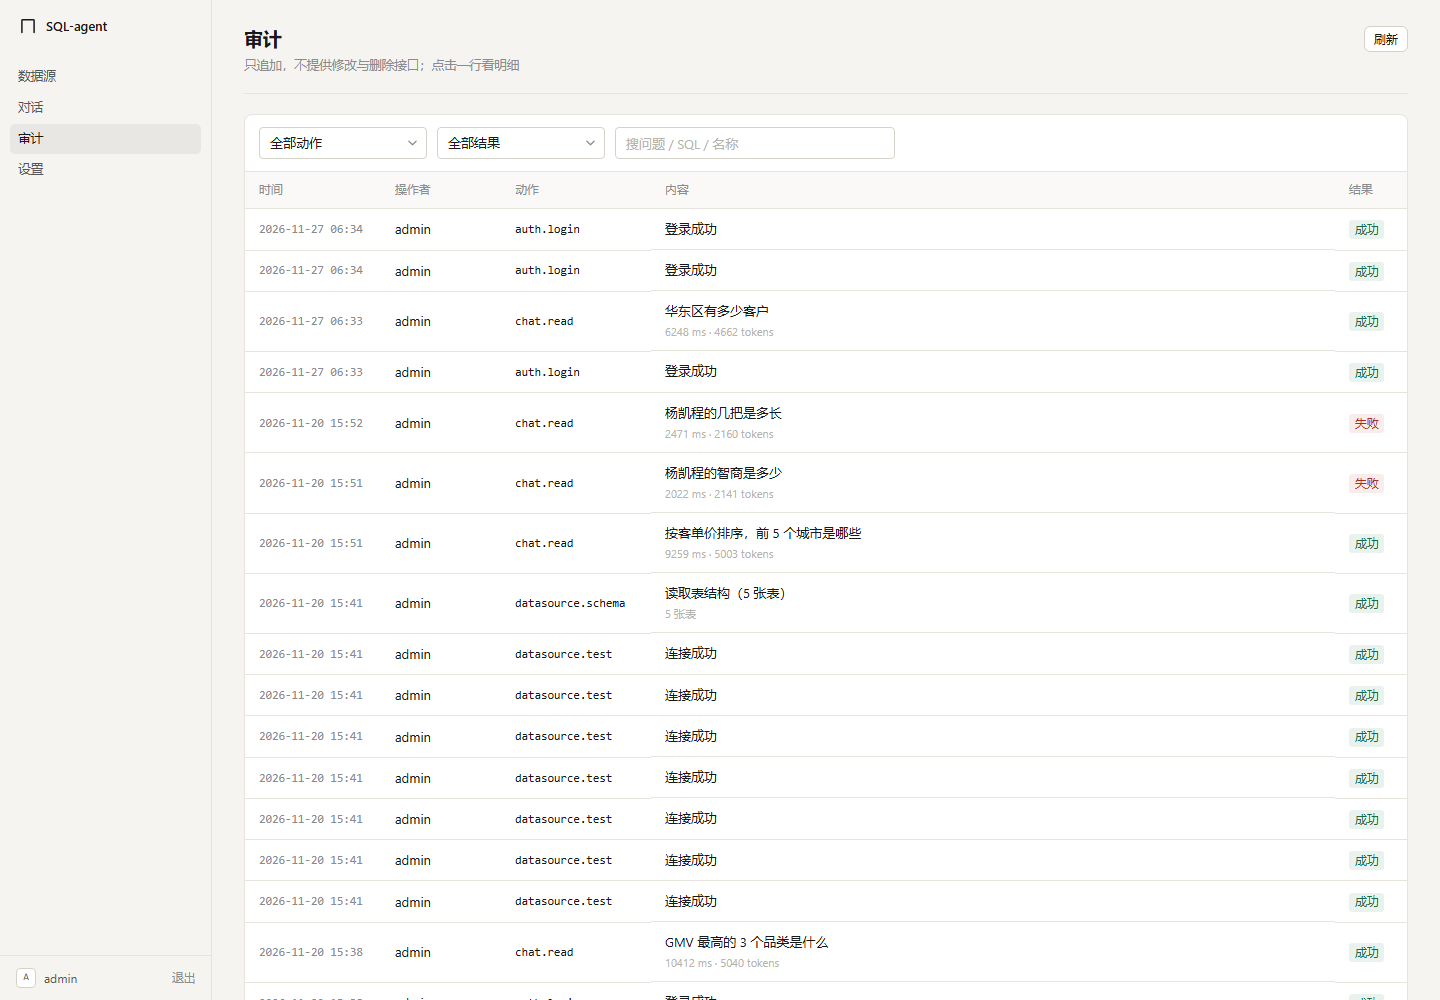 SQL-agent
数据源
对话
审计
设置
A admin 退出
审计
刷新
只追加，不提供修改与删除接口；点击一行看明细
全部动作 全部结果 搜问题 / SQL / 名称
时间 操作者 动作 内容 结果
2026-11-27 06:34 admin auth.login 登录成功 成功
2026-11-27 06:34 admin auth.login 登录成功 成功
2026-11-27 06:33 admin chat.read 华东区有多少客户 成功
6248 ms · 4662 tokens
2026-11-27 06:33 admin auth.login 登录成功 成功
2026-11-20 15:52 admin chat.read 杨凯程的几把是多长 失败
2471 ms · 2160 tokens
2026-11-20 15:51 admin chat.read 杨凯程的智商是多少 失败
2022 ms · 2141 tokens
2026-11-20 15:51 admin chat.read 按客单价排序，前 5 个城市是哪些 成功
9259 ms · 5003 tokens
2026-11-20 15:41 admin datasource.schema 读取表结构（5 张表） 成功
5 张表
2026-11-20 15:41 admin datasource.test 连接成功 成功
2026-11-20 15:41 admin datasource.test 连接成功 成功
2026-11-20 15:41 admin datasource.test 连接成功 成功
2026-11-20 15:41 admin datasource.test 连接成功 成功
2026-11-20 15:41 admin datasource.test 连接成功 成功
2026-11-20 15:41 admin datasource.test 连接成功 成功
2026-11-20 15:41 admin datasource.test 连接成功 成功
2026-11-20 15:38 admin chat.read GMV 最高的 3 个品类是什么 成功
10412 ms · 5040 tokens